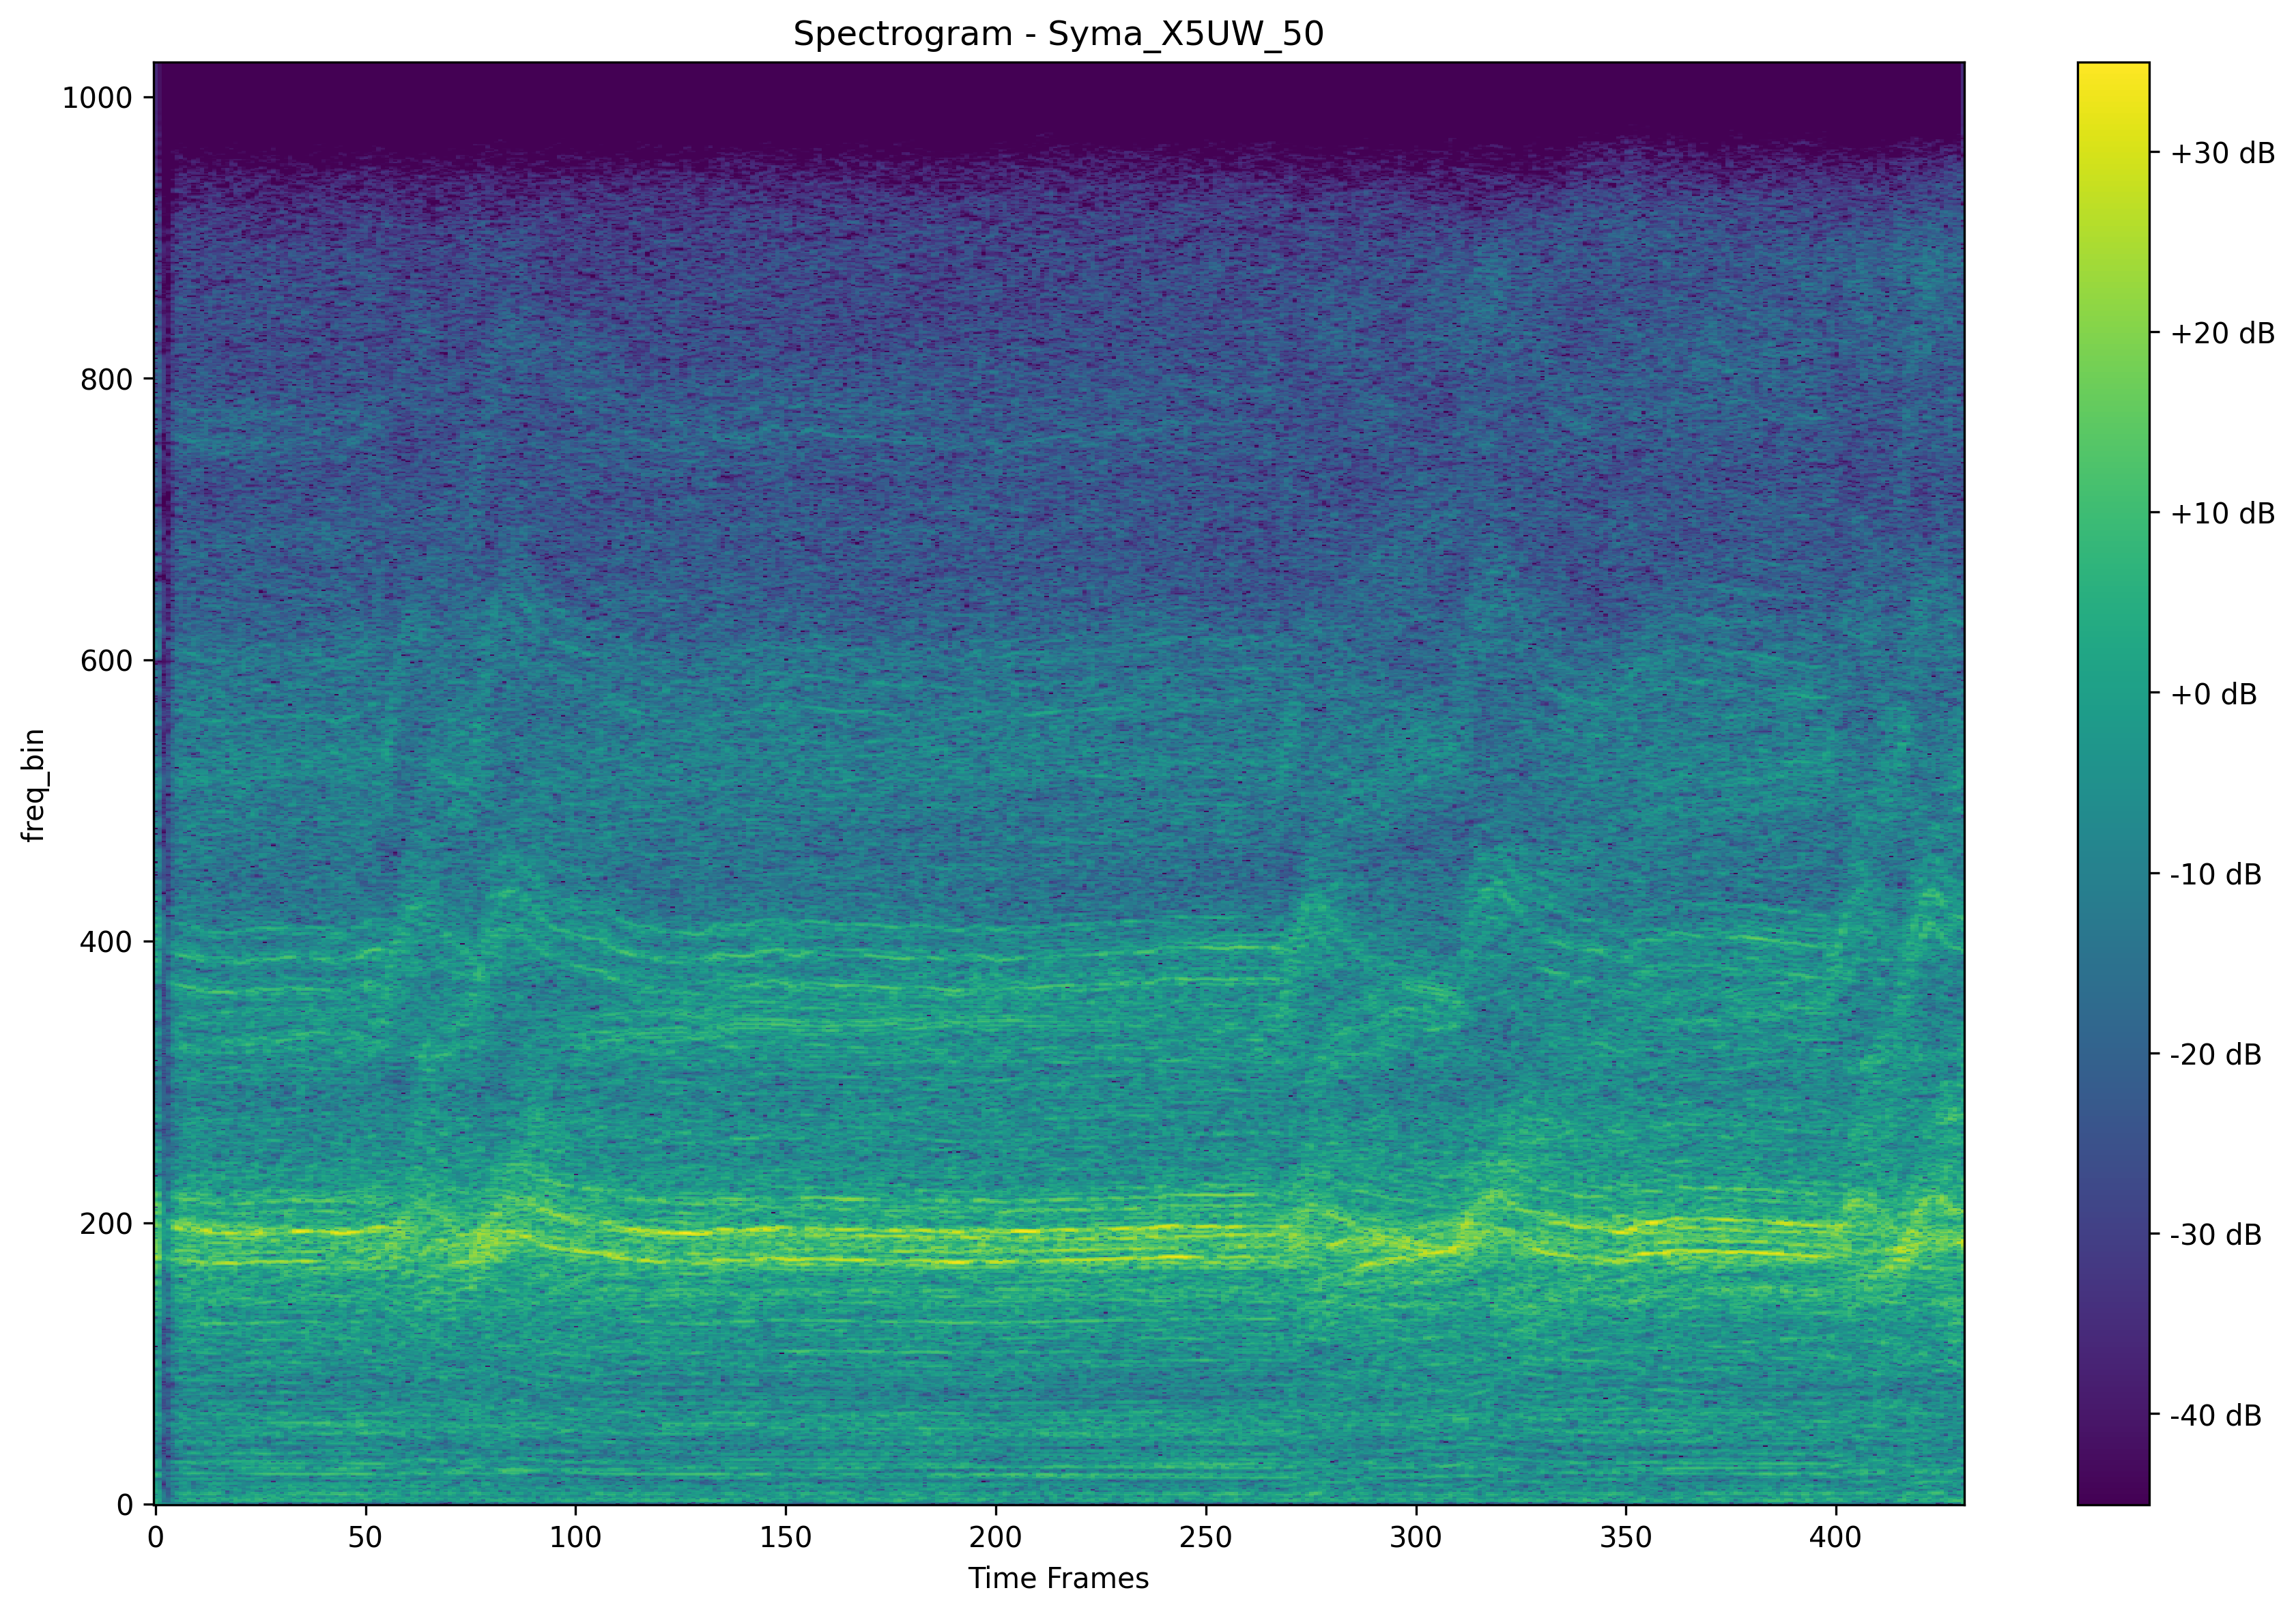 Spectrogram - Syma_X5UW_50
1000
800
600
400
200
0
freq_bin
0 50 100 150 200 250 300 350 400
Time Frames
+30 dB
+20 dB
+10 dB
+0 dB
-10 dB
-20 dB
-30 dB
-40 dB